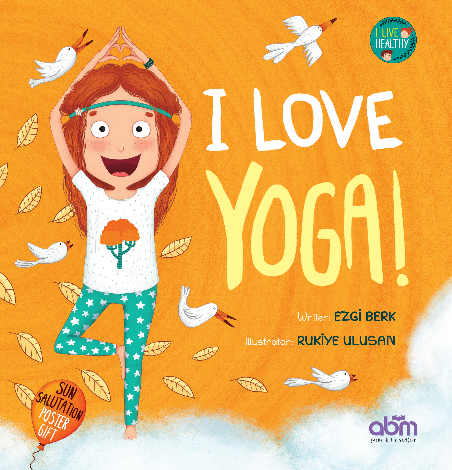 I LIVE
HEALTHY
I LOVE
YOGA!
Writer: EZGİ BERK
Illustrator: RUKİYE ULUSAN
SUN
SALUTATION
POSTER
GIFT
abm